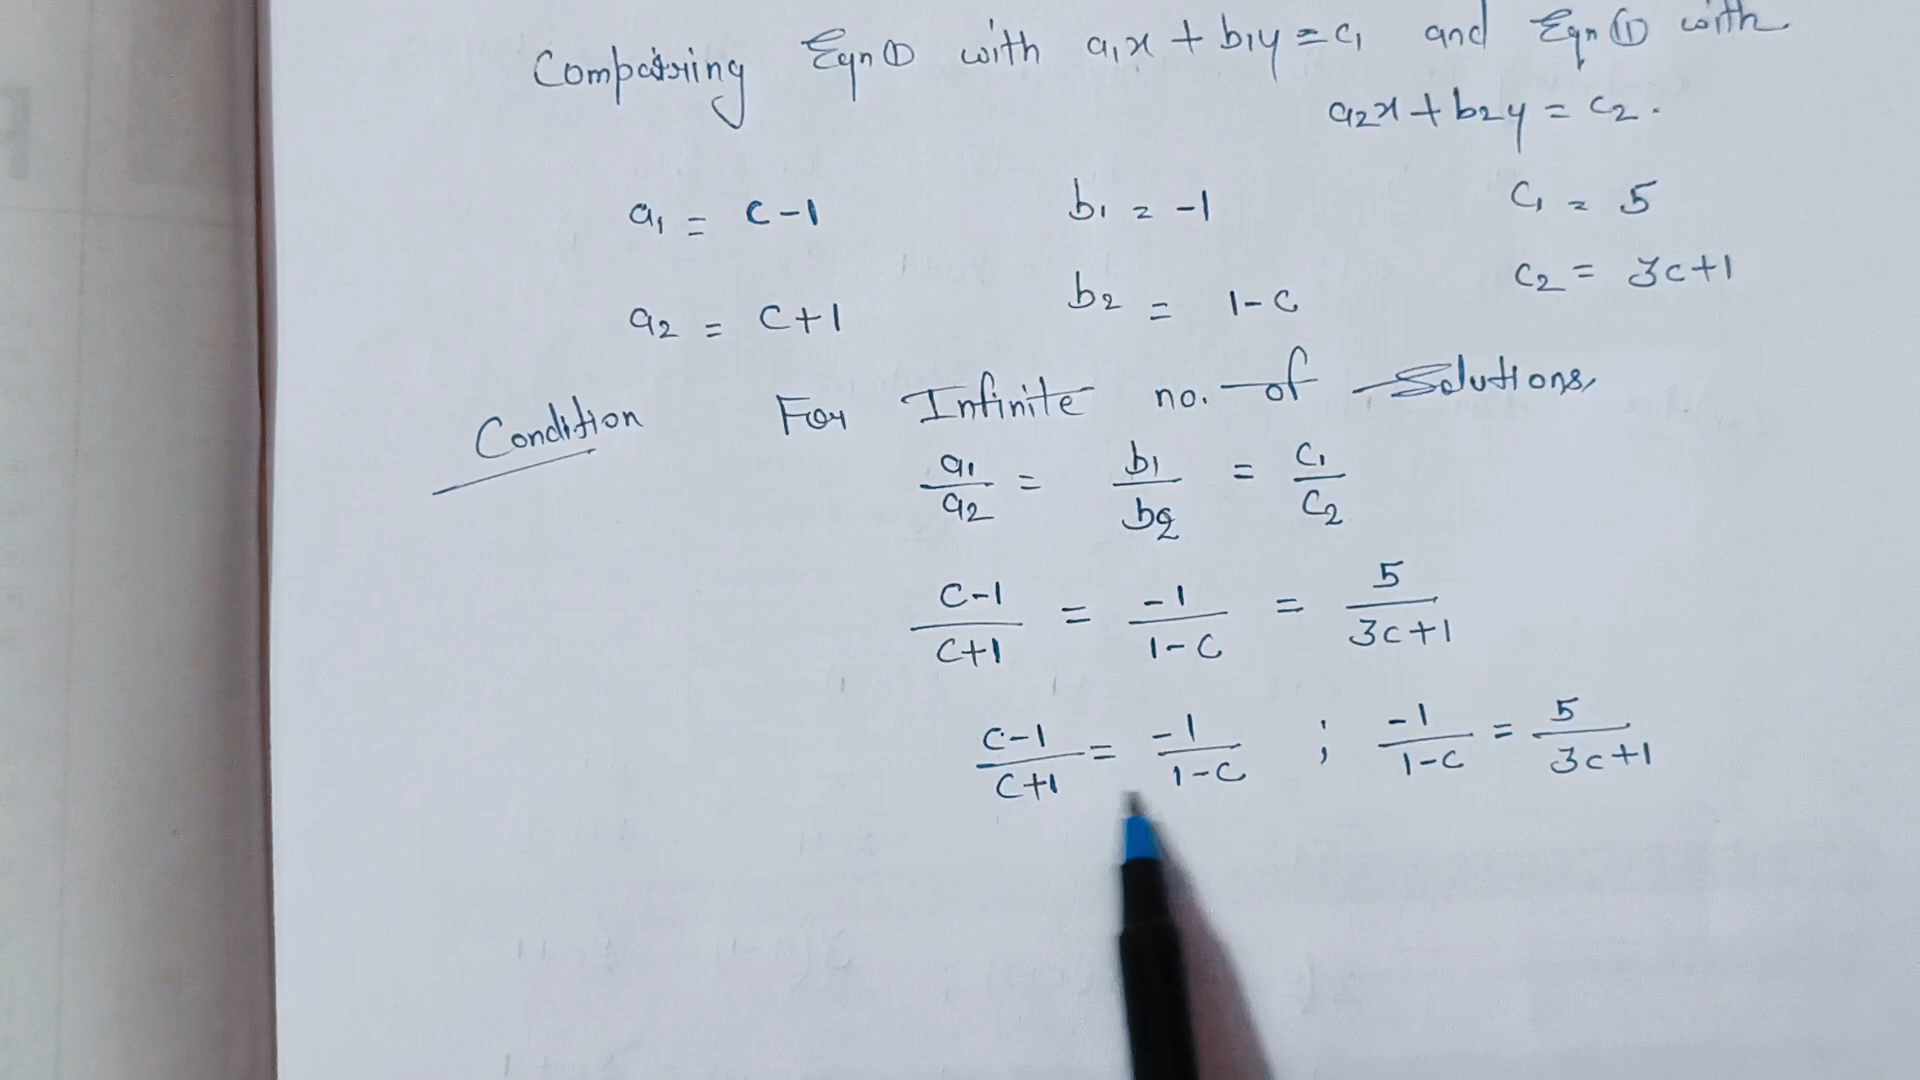 Comparing Eqn ① with a₁x + b₁y = c₁ and Eqn ⑪ with
a₂x + b₂y = c₂.
a₁ = c-1 b₁ = -1 c₁ = 5
a₂ = c+1 b₂ = 1-c c₂ = 3c+1
Condition For Infinite no. of Solutions,
a₁/a₂ = b₁/b₂ = c₁/c₂
c-1/c+1 = -1/1-c = 5/3c+1
c-1/c+1 = -1/1-c ; -1/1-c = 5/3c+1